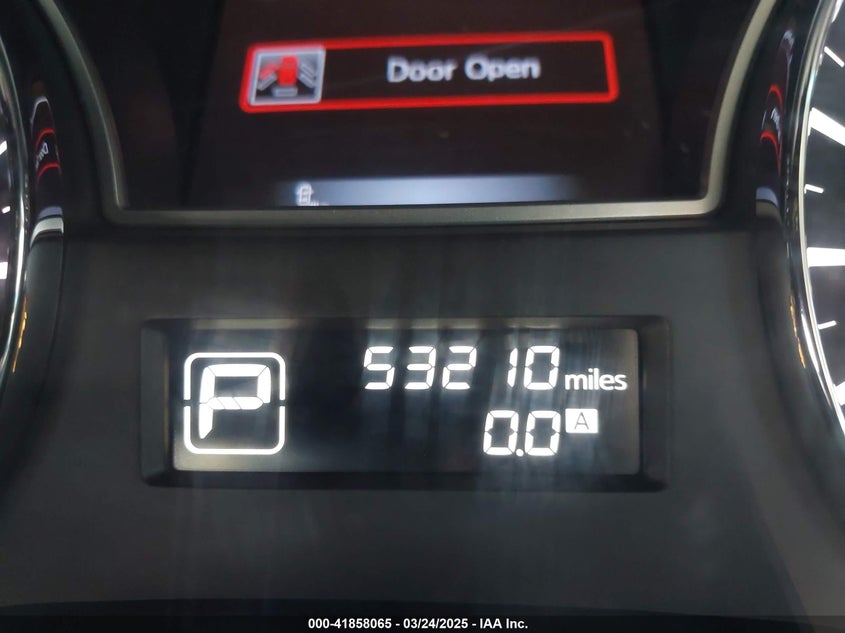 Door Open
P
53210 miles
0.0 A
000-41858065 - 03/24/2025 - IAA Inc.